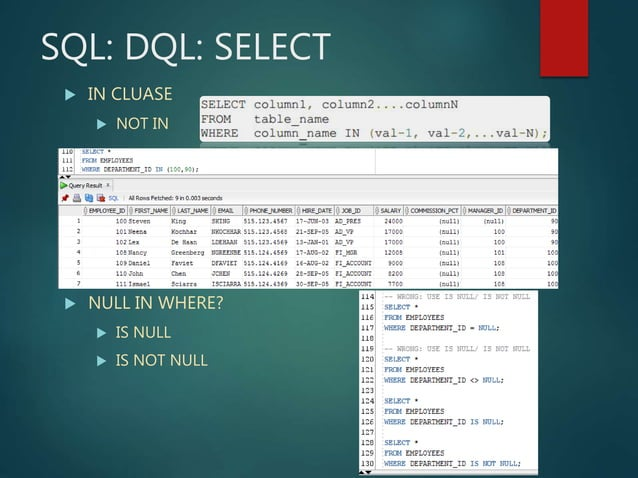 SQL: DQL: SELECT
IN CLUASE
NOT IN
SELECT column1, column2....columnN
FROM table_name
WHERE column_name IN (val-1, val-2,...val-N);
110 SELECT *
111 FROM EMPLOYEES
112 WHERE DEPARTMENT_ID IN (100,90);
Query Result x
SQL | All Rows Fetched: 9 in 0.003 seconds
EMPLOYEE_ID FIRST_NAME LAST_NAME EMAIL PHONE_NUMBER HIRE_DATE JOB_ID SALARY COMMISSION_PCT MANAGER_ID DEPARTMENT_ID
1 100 Steven King SKING 515.123.4567 17-JUN-03 AD_PRES 24000 (null) (null) 90
2 101 Neena Kochhar NKOCHHAR 515.123.4568 21-SEP-05 AD_VP 17000 (null) 100 90
3 102 Lex De Haan LDEHAAN 515.123.4569 13-JAN-01 AD_VP 17000 (null) 100 90
4 108 Nancy Greenberg NGREENBE 515.124.4569 17-AUG-02 FI_MGR 12008 (null) 101 100
5 109 Daniel Faviet DFAVIET 515.124.4169 16-AUG-02 FI_ACCOUNT 9000 (null) 108 100
6 110 John Chen JCHEN 515.124.4269 28-SEP-05 FI_ACCOUNT 8200 (null) 108 100
7 111 Ismael Sciarra ISCIARRA 515.124.4369 30-SEP-05 FI_ACCOUNT 7700 (null) 108 100
NULL IN WHERE?
IS NULL
IS NOT NULL
114 -- WRONG: USE IS NULL/ IS NOT NULL
115 SELECT *
116 FROM EMPLOYEES
117 WHERE DEPARTMENT_ID = NULL;
118
119 -- WRONG: USE IS NULL/ IS NOT NULL
120 SELECT *
121 FROM EMPLOYEES
122 WHERE DEPARTMENT_ID <> NULL;
123
124 SELECT *
125 FROM EMPLOYEES
126 WHERE DEPARTMENT_ID IS NULL;
127
128 SELECT *
129 FROM EMPLOYEES
130 WHERE DEPARTMENT_ID IS NOT NULL;